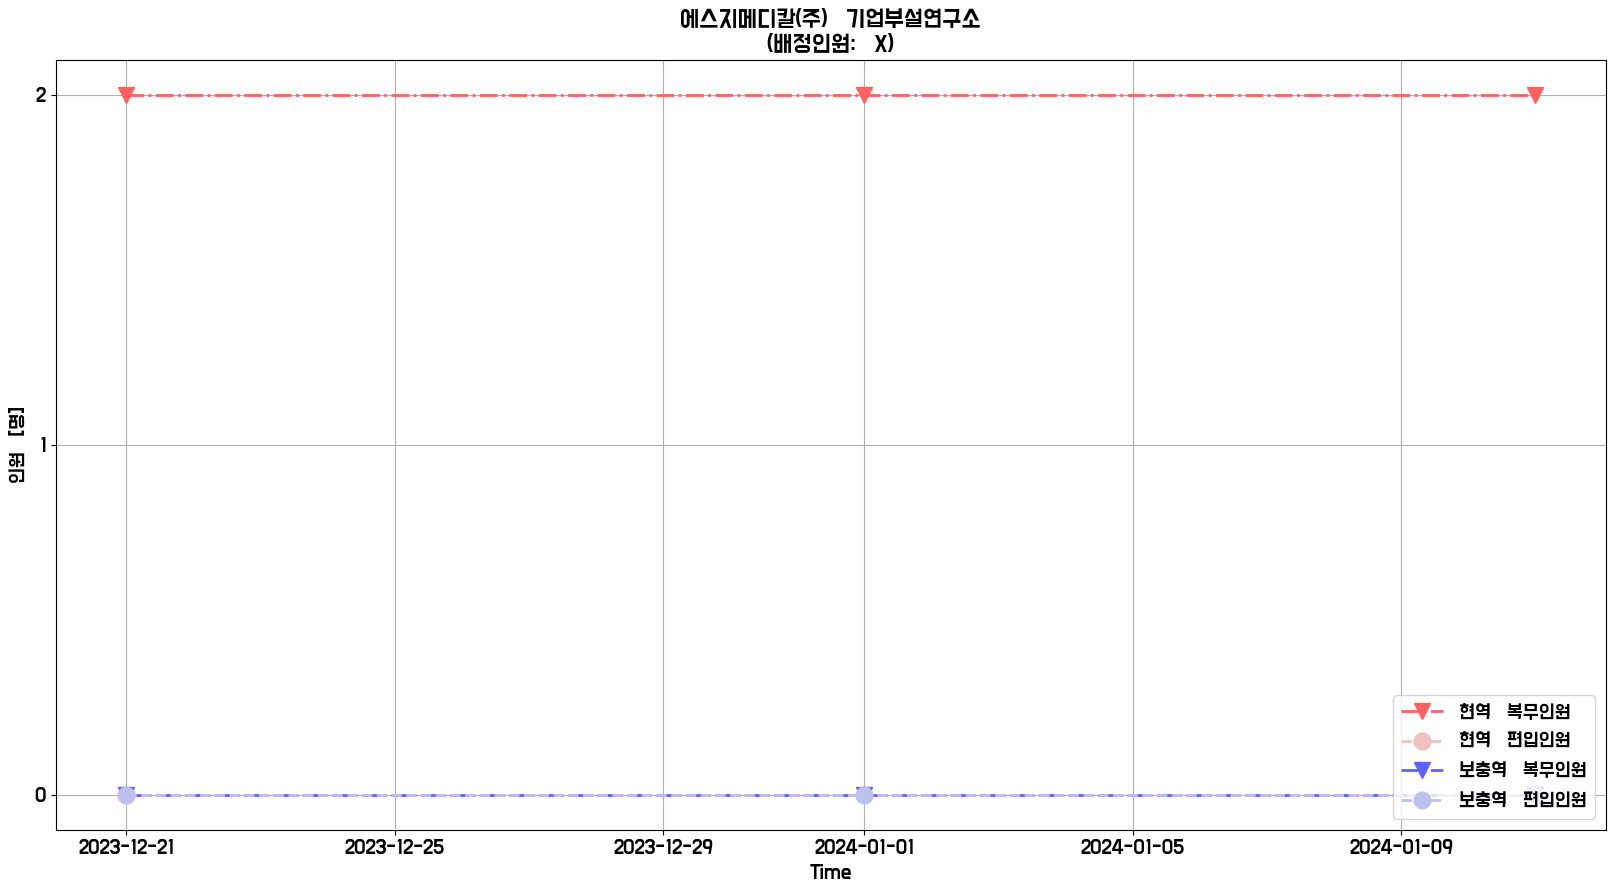 에스지메디칼(주) 기업부설연구소
(배정인원: X)
인원 [명]
2
1
0
현역 복무인원
현역 편입인원
보충역 복무인원
보충역 편입인원
2023-12-21 2023-12-25 2023-12-29 2024-01-01 2024-01-05 2024-01-09
Time